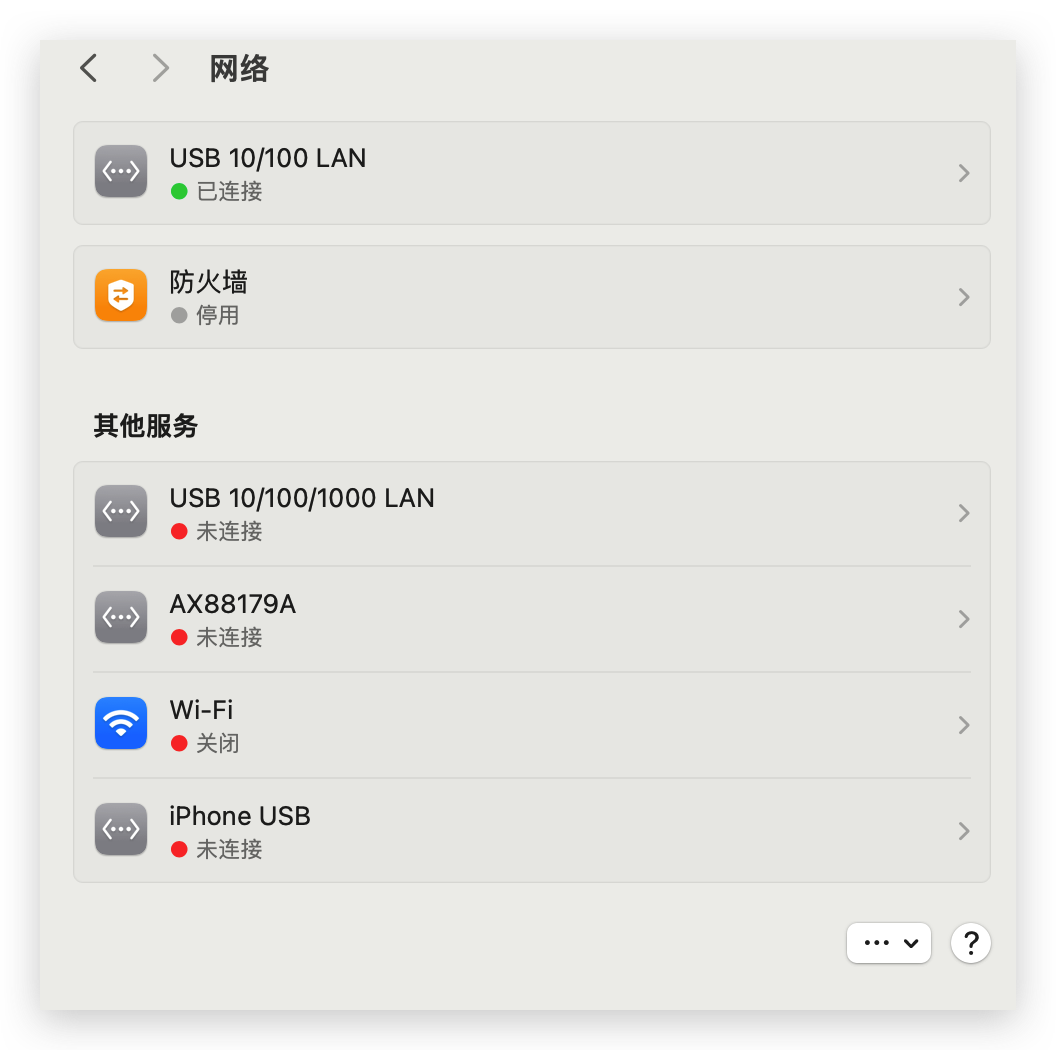 网络
USB 10/100 LAN
已连接
防火墙
停用
其他服务
USB 10/100/1000 LAN
未连接
AX88179A
未连接
Wi-Fi
关闭
iPhone USB
未连接
?